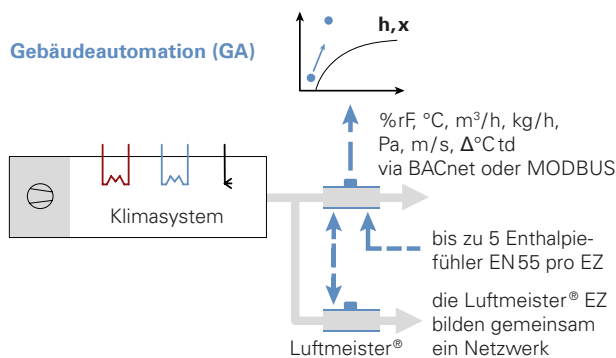 h,x
Gebäudeautomation (GA)
%rF, °C, m³/h, kg/h,
Pa, m/s, Δ°Ctd
via BACnet oder MODBUS
Klimasystem
bis zu 5 Enthalpie-
fühler EN55 pro EZ
die Luftmeister® EZ
bilden gemeinsam
ein Netzwerk
Luftmeister®